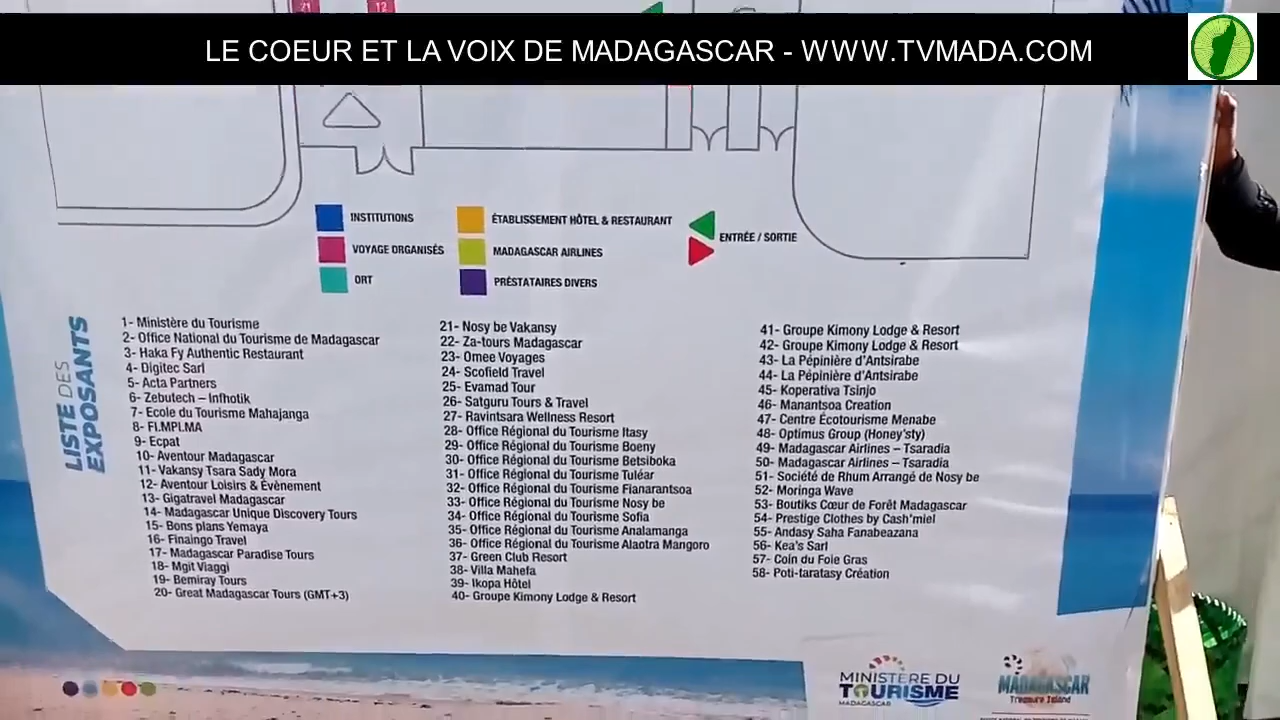 21
12
LE COEUR ET LA VOIX DE MADAGASCAR - WWW.TVMADA.COM
INSTITUTIONS
VOYAGE ORGANISÉS
ORT
ÉTABLISSEMENT HÔTEL & RESTAURANT
MADAGASCAR AIRLINES
PRÉSTATAIRES DIVERS
ENTRÉE / SORTIE
LISTE DES
EXPOSANTS
1- Ministère du Tourisme
2- Office National du Tourisme de Madagascar
3- Haka Fy Authentic Restaurant
4- Digitec Sarl
5- Acta Partners
6- Zebutech – Infhotik
7- Ecole du Tourisme Mahajanga
8- FI.MPI.MA
9- Ecpat
10- Aventour Madagascar
11- Vakansy Tsara Sady Mora
12- Aventour Loisirs & Évènement
13- Gigatravel Madagascar
14- Madagascar Unique Discovery Tours
15- Bons plans Yemaya
16- Finaingo Travel
17- Madagascar Paradise Tours
18- Mgit Viaggi
19- Bemiray Tours
20- Great Madagascar Tours (GMT+3)
21- Nosy be Vakansy
22- Za-tours Madagascar
23- Omee Voyages
24- Scofield Travel
25- Evamad Tour
26- Satguru Tours & Travel
27- Ravintsara Wellness Resort
28- Office Régional du Tourisme Itasy
29- Office Régional du Tourisme Boeny
30- Office Régional du Tourisme Betsiboka
31- Office Régional du Tourisme Tuléar
32- Office Régional du Tourisme Fianarantsoa
33- Office Régional du Tourisme Nosy be
34- Office Régional du Tourisme Sofia
35- Office Régional du Tourisme Analamanga
36- Office Régional du Tourisme Alaotra Mangoro
37- Green Club Resort
38- Villa Mahefa
39- Ikopa Hôtel
40- Groupe Kimony Lodge & Resort
41- Groupe Kimony Lodge & Resort
42- Groupe Kimony Lodge & Resort
43- La Pépinière d'Antsirabe
44- La Pépinière d'Antsirabe
45- Koperativa Tsinjo
46- Manantsoa Creation
47- Centre Écotourisme Menabe
48- Optimus Group (Honey'sty)
49- Madagascar Airlines – Tsaradia
50- Madagascar Airlines – Tsaradia
51- Société de Rhum Arrangé de Nosy be
52- Moringa Wave
53- Boutiks Cœur de Forêt Madagascar
54- Prestige Clothes by Cash'miel
55- Andasy Saha Fanabeazana
56- Kea's Sarl
57- Coin du Foie Gras
58- Poti-taratasy Création
MINISTÈRE DU
TOURISME
MADAGASCAR
MADAGASCAR
Treasure Island